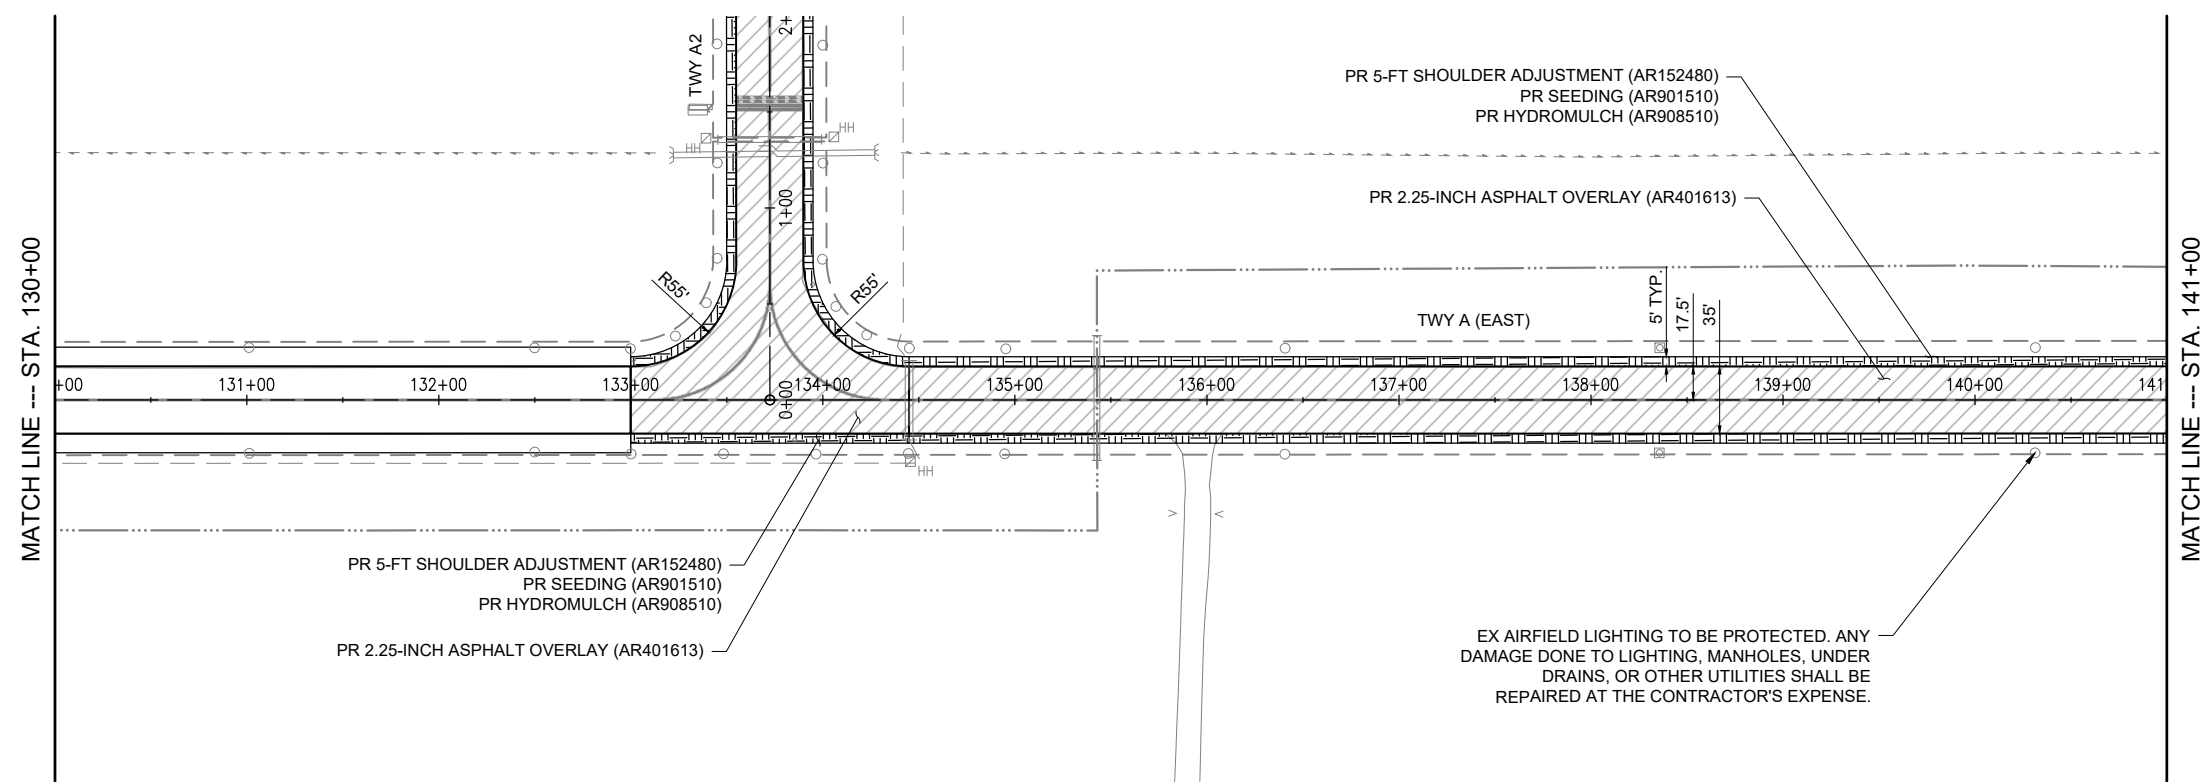 2+
TWY A2
HH
HH
1+00
R55'
R55'
0+00
PR 5-FT SHOULDER ADJUSTMENT (AR152480)
PR SEEDING (AR901510)
PR HYDROMULCH (AR908510)
PR 2.25-INCH ASPHALT OVERLAY (AR401613)
TWY A (EAST)
5' TYP.
17.5'
35'
MATCH LINE --- STA. 130+00
MATCH LINE --- STA. 141+00
+00
131+00
132+00
133+00
134+00
135+00
136+00
137+00
138+00
139+00
140+00
141
HH
PR 5-FT SHOULDER ADJUSTMENT (AR152480)
PR SEEDING (AR901510)
PR HYDROMULCH (AR908510)
PR 2.25-INCH ASPHALT OVERLAY (AR401613)
EX AIRFIELD LIGHTING TO BE PROTECTED. ANY
DAMAGE DONE TO LIGHTING, MANHOLES, UNDER
DRAINS, OR OTHER UTILITIES SHALL BE
REPAIRED AT THE CONTRACTOR'S EXPENSE.